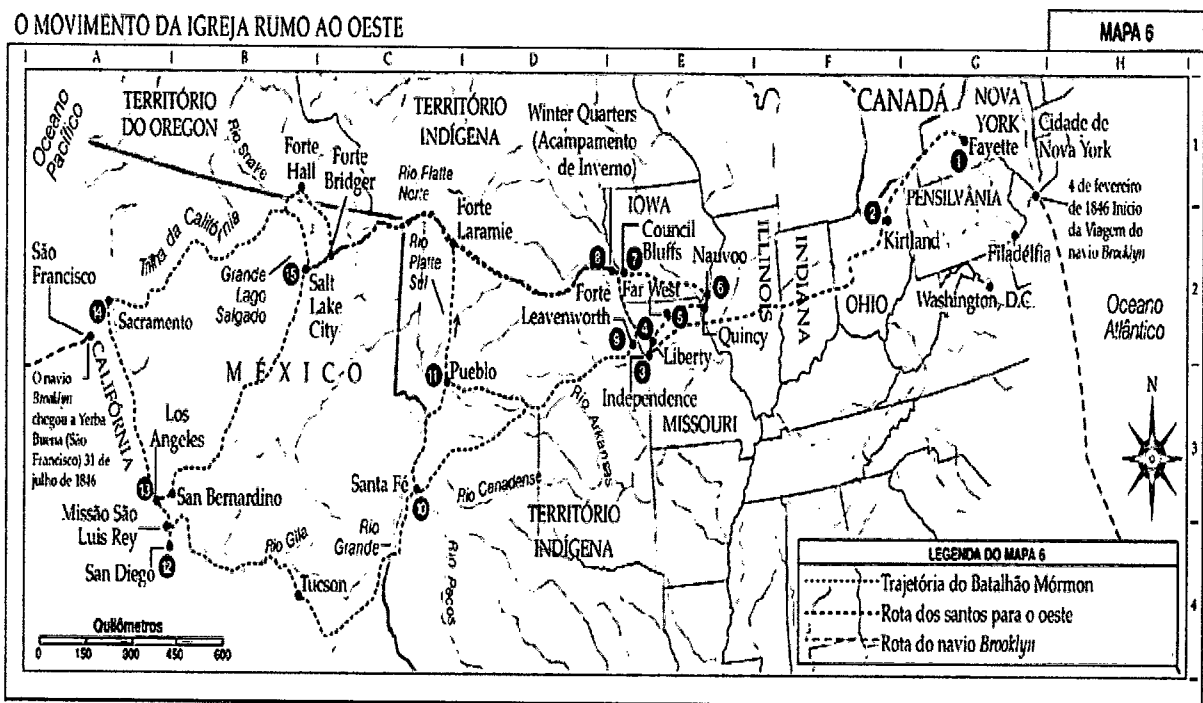 O MOVIMENTO DA IGREJA RUMO AO OESTE
MAPA 6
A B C D E F G H
1
2
3
4
Oceano
Pacífico
TERRITÓRIO
DO OREGON
Rio Snake
Forte
Hall
Forte
Bridger
TERRITÓRIO
INDÍGENA
Rio Platte
Norte
Forte
Laramie
Winter Quarters
(Acampamento
de Inverno)
IOWA
Council
Bluffs
Nauvoo
ILLINOIS
INDIANA
OHIO
CANADÁ
NOVA
YORK
Fayette
1
Cidade de
Nova York
4 de fevereiro
de 1846 Início
da Viagem do
navio Brooklyn
PENSILVÂNIA
2
Kirtland
Filadélfia
Washington, D.C.
Oceano
Atlântico
São
Francisco
Trilha da Califórnia
14
Sacramento
Grande
Lago
Salgado
15
Salt
Lake
City
Rio
Platte
Sul
8
7
6
Forte
Leavenworth
Far West
5
4
9
Quincy
Liberty
3
Independence
MISSOURI
MÉXICO
11
Pueblo
Rio Arkansas
CALIFÓRNIA
O navio
Brooklyn
chegou a Yerba
Buena (São
Francisco) 31 de
julho de 1846
Los
Angeles
13
San Bernardino
Missão São
Luis Rey
San Diego
12
Rio Gila
Tucson
Santa Fé
10
Rio Canadense
Rio
Grande
Rio Pecos
TERRITÓRIO
INDÍGENA
N
Quilômetros
0 150 300 450 600
LEGENDA DO MAPA 6
Trajetória do Batalhão Mórmon
Rota dos santos para o oeste
Rota do navio Brooklyn